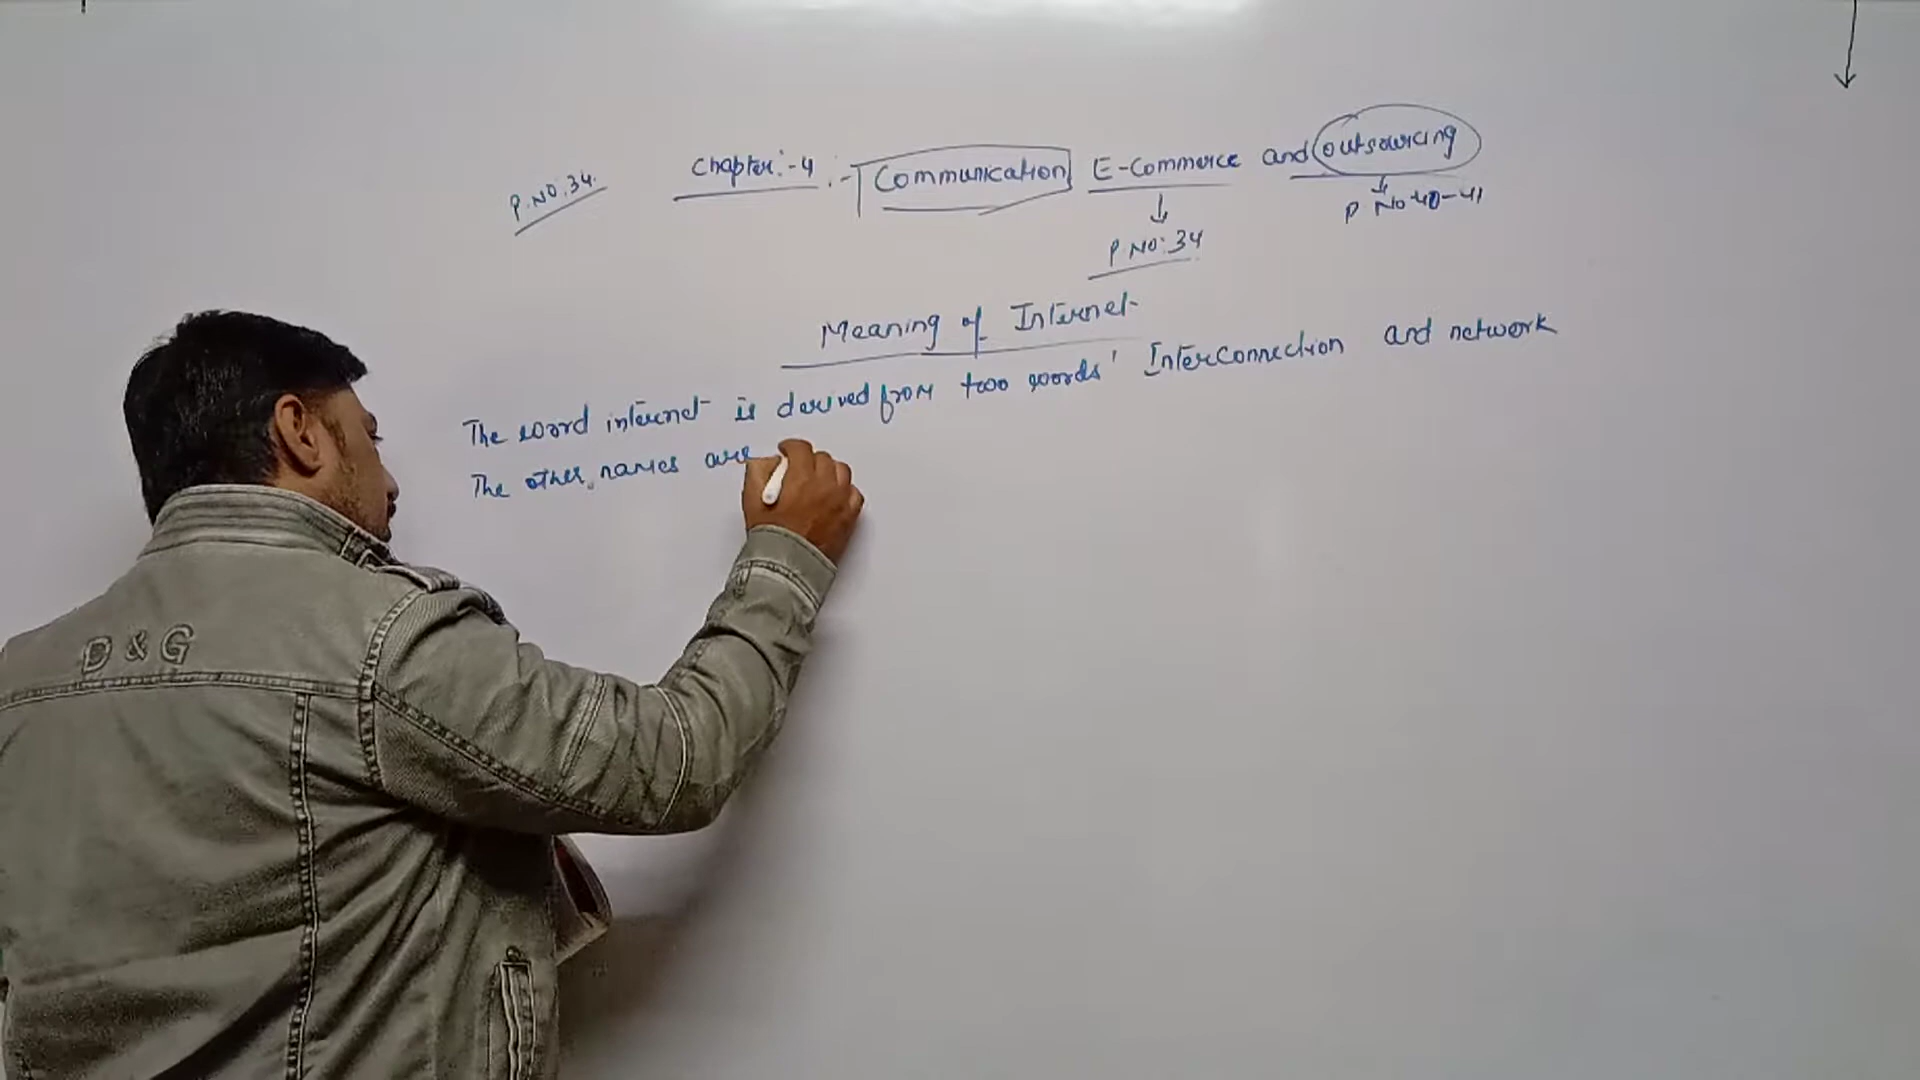 P.NO.34.
Chapter:-4 :- Communication E-Commerce and outsourcing
P No 40-41
P NO:34
Meaning of Internet
The word internet is derived from two words' Interconnection and network
The other names are
D & G